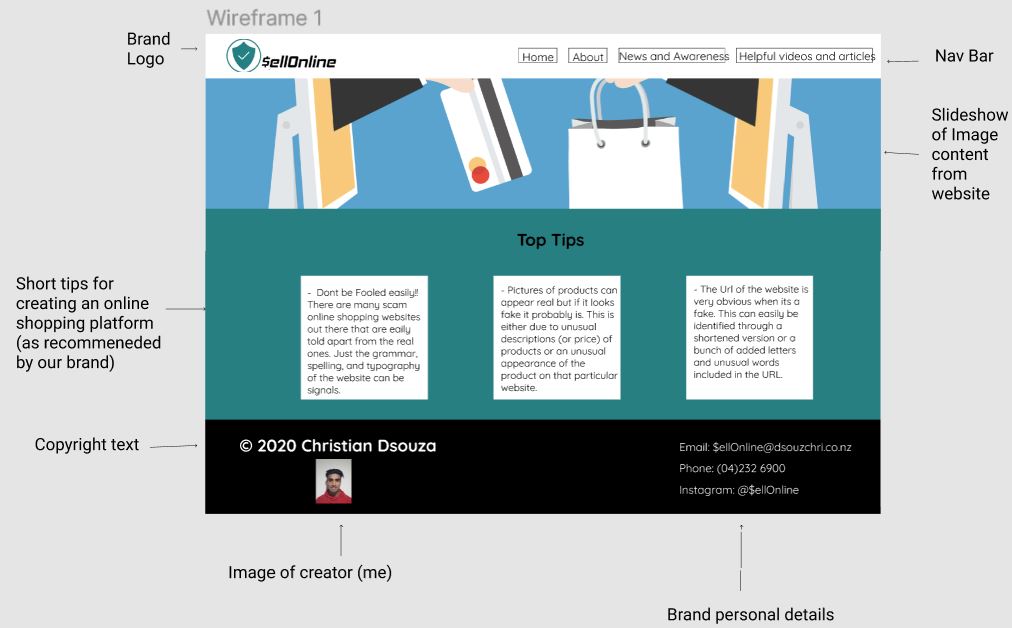 Wireframe 1
Brand
Logo
$ellOnline
Home
About
News and Awareness
Helpful videos and articles
Nav Bar
Slideshow
of Image
content
from
website
Top Tips
Short tips for
creating an online
shopping platform
(as recommeneded
by our brand)
- Dont be Fooled easily!!
There are many scam
online shopping websites
out there that are eaily
told apart from the real
ones. Just the grammar,
spelling, and typography
of the website can be
signals.
- Pictures of products can
appear real but if it looks
fake it probably is. This is
either due to unusual
descriptions (or price) of
products or an unusual
appearance of the
product on that particular
website.
- The Url of the website is
very obvious when its a
fake. This can easily be
identified through a
shortened version or a
bunch of added letters
and unusual words
included in the URL.
Copyright text
© 2020 Christian Dsouza
Email: $ellOnline@dsouzchri.co.nz
Phone: (04)232 6900
Instagram: @$ellOnline
Image of creator (me)
Brand personal details